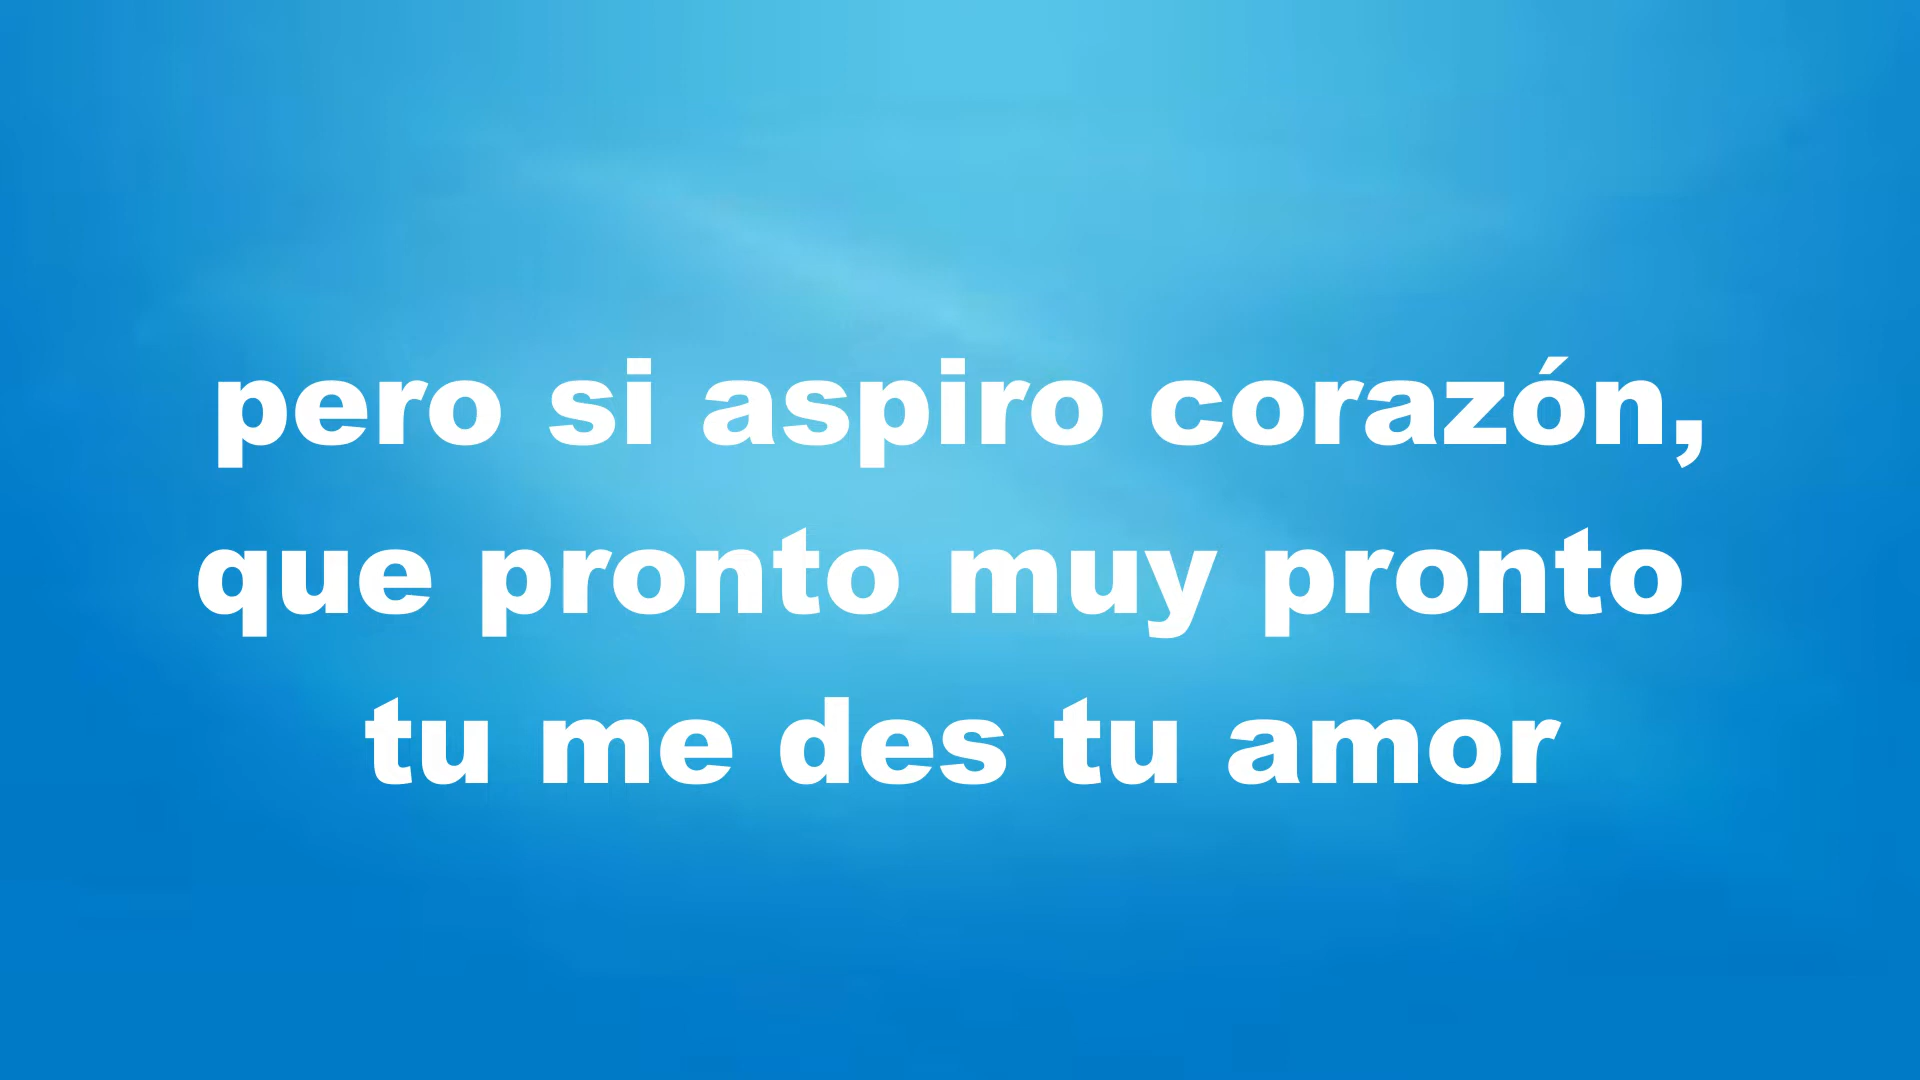 pero si aspiro corazón,
que pronto muy pronto
tu me des tu amor